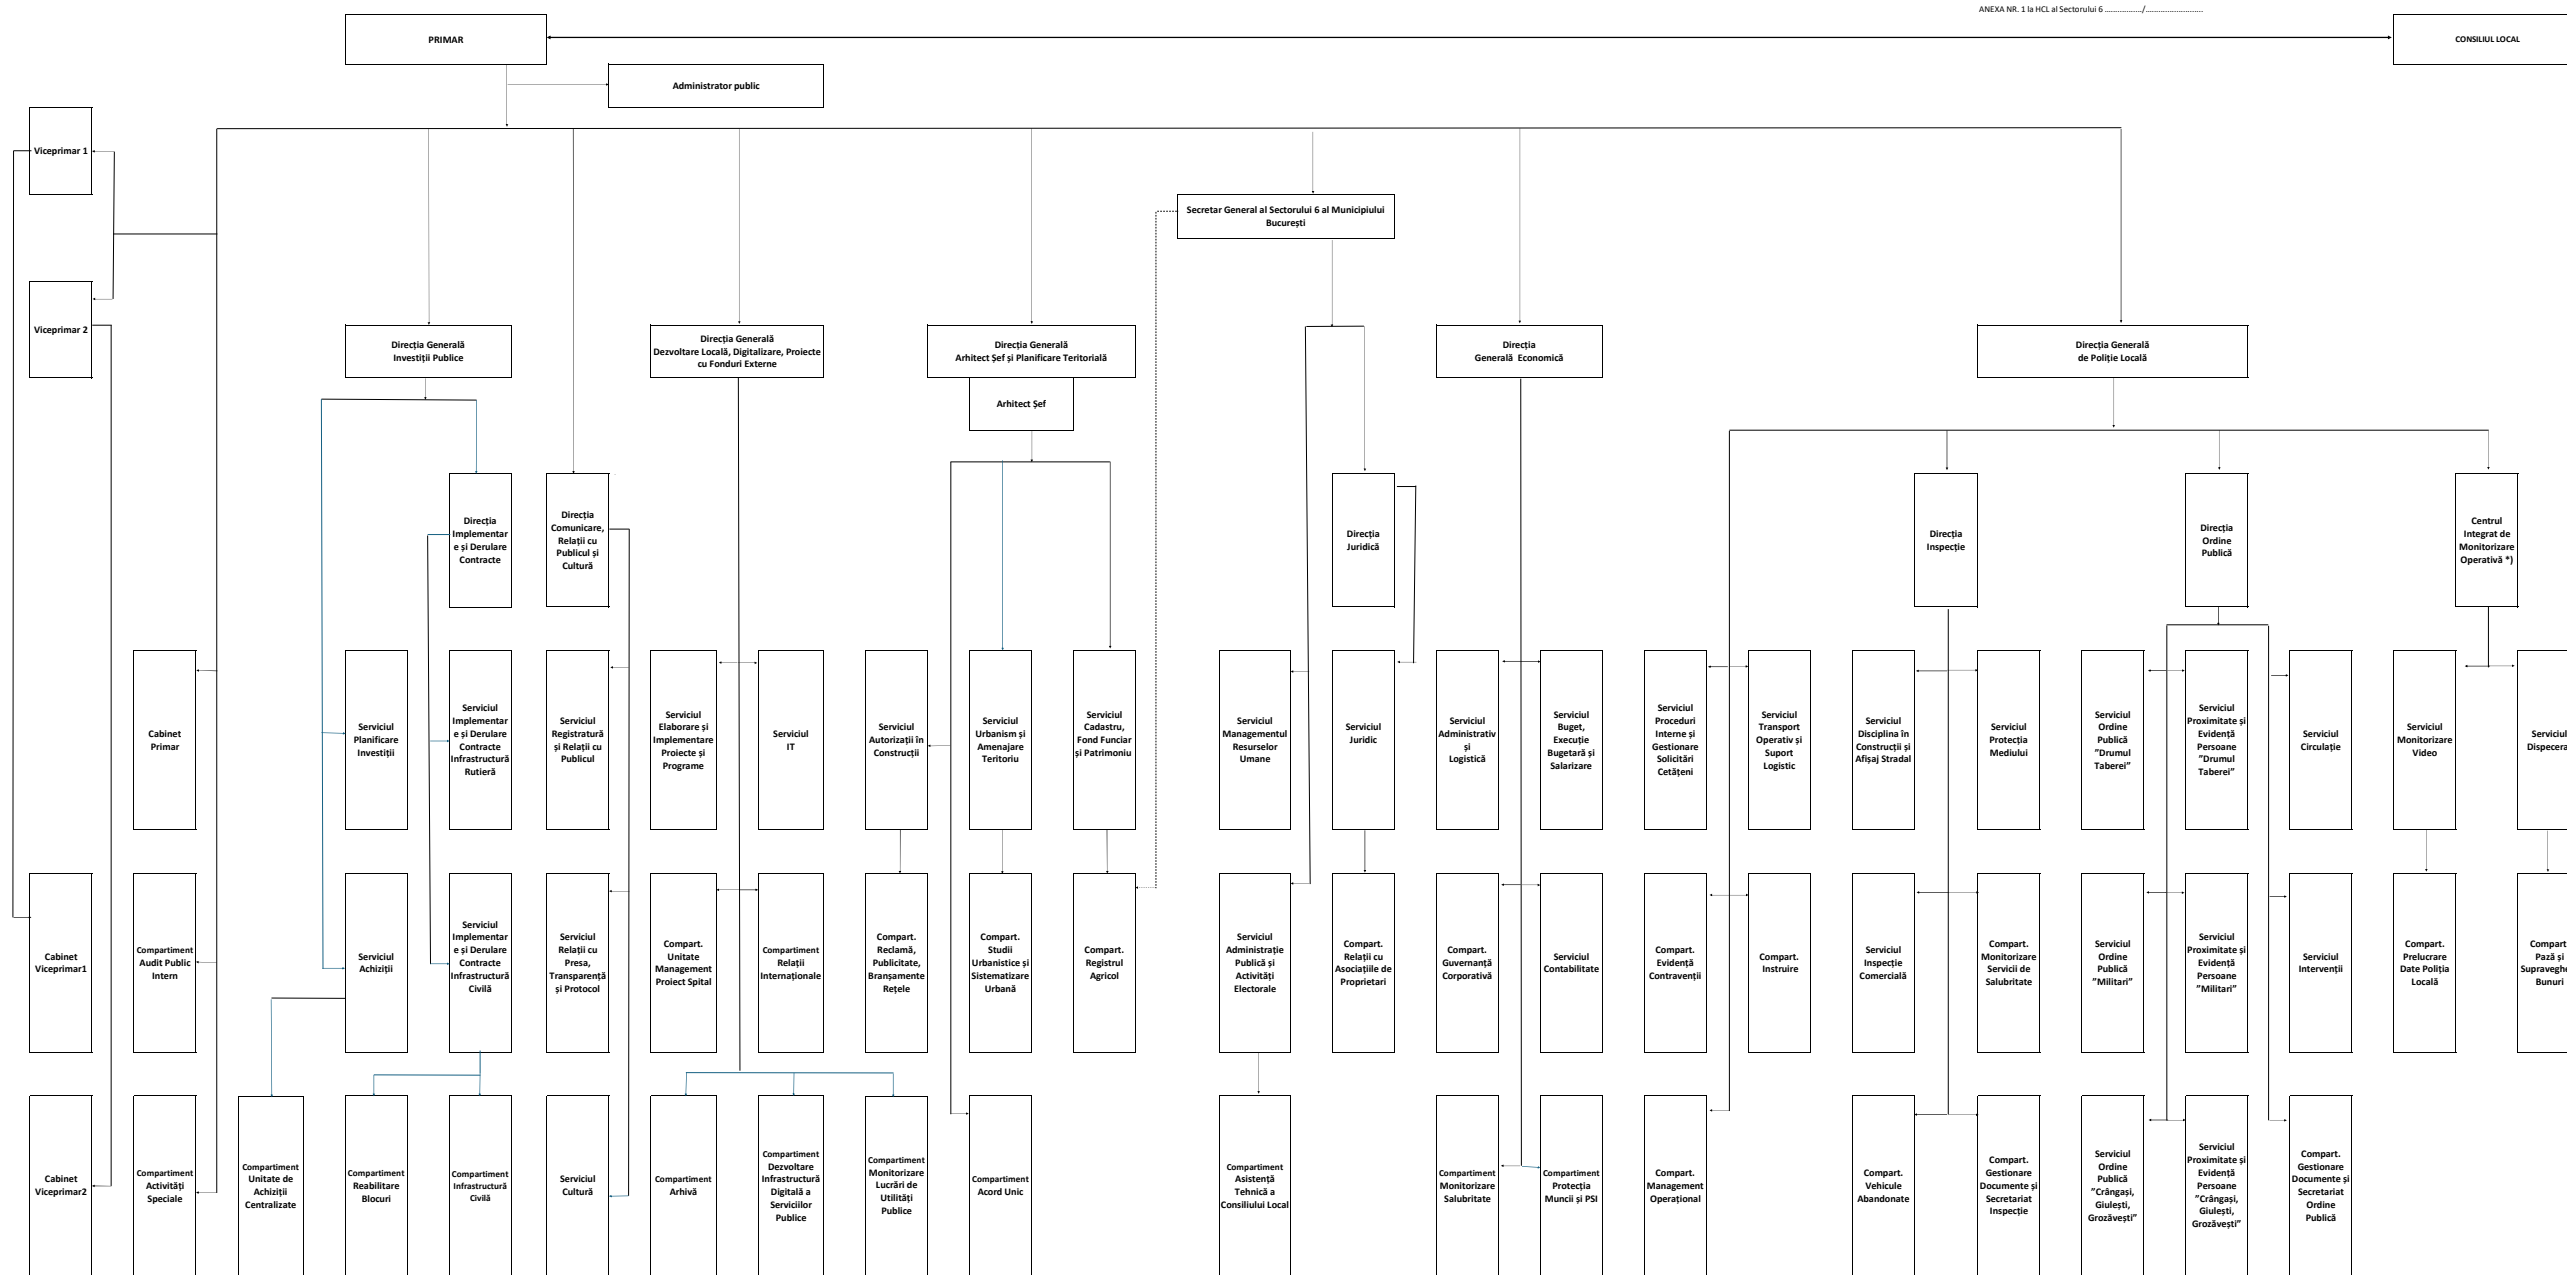 ANEXA NR. 1 la HCL al Sectorului 6 ................../............................
PRIMAR
CONSILIUL LOCAL
Administrator public
Viceprimar 1
Secretar General al Sectorului 6 al Municipiului
București
Viceprimar 2
Direcția Generală
Investiții Publice
Direcția Generală
Dezvoltare Locală, Digitalizare, Proiecte
cu Fonduri Externe
Direcția Generală
Arhitect Șef și Planificare Teritorială
Direcția
Generală Economică
Direcția Generală
de Poliție Locală
Arhitect Șef
Direcția
Implementar
e și Derulare
Contracte
Direcția
Comunicare,
Relații cu
Publicul și
Cultură
Direcția
Juridică
Direcția
Inspecție
Direcția
Ordine
Publică
Centrul
Integrat de
Monitorizare
Operativă *)
Cabinet
Primar
Serviciul
Planificare
Investiții
Serviciul
Implementar
e și Derulare
Contracte
Infrastructură
Rutieră
Serviciul
Registratură
și Relații cu
Publicul
Serviciul
Elaborare și
Implementare
Proiecte și
Programe
Serviciul
IT
Serviciul
Autorizații în
Construcții
Serviciul
Urbanism și
Amenajare
Teritoriu
Serviciul
Cadastru,
Fond Funciar
și Patrimoniu
Serviciul
Managementul
Resurselor
Umane
Serviciul
Juridic
Serviciul
Administrativ
și
Logistică
Serviciul
Buget,
Execuție
Bugetară și
Salarizare
Serviciul
Proceduri
Interne și
Gestionare
Solicitări
Cetățeni
Serviciul
Transport
Operativ și
Suport
Logistic
Serviciul
Disciplina în
Construcții și
Afișaj Stradal
Serviciul
Protecția
Mediului
Serviciul
Ordine
Publică
”Drumul
Taberei”
Serviciul
Proximitate și
Evidență
Persoane
”Drumul
Taberei”
Serviciul
Circulație
Serviciul
Monitorizare
Video
Serviciul
Dispecera
Cabinet
Viceprimar1
Compartiment
Audit Public
Intern
Serviciul
Achiziții
Serviciul
Implementar
e și Derulare
Contracte
Infrastructură
Civilă
Serviciul
Relații cu
Presa,
Transparență
și Protocol
Compart.
Unitate
Management
Proiect Spital
Compartiment
Relații
Internaționale
Compart.
Reclamă,
Publicitate,
Branșamente
Rețele
Compart.
Studii
Urbanistice și
Sistematizare
Urbană
Compart.
Registrul
Agricol
Serviciul
Administrație
Publică și
Activități
Electorale
Compart.
Relații cu
Asociațiile de
Proprietari
Compart.
Guvernanță
Corporativă
Serviciul
Contabilitate
Compart.
Evidență
Contravenții
Compart.
Instruire
Serviciul
Inspecție
Comercială
Compart.
Monitorizare
Servicii de
Salubritate
Serviciul
Ordine
Publică
”Militari”
Serviciul
Proximitate și
Evidență
Persoane
”Militari”
Serviciul
Intervenții
Compart.
Prelucrare
Date Poliția
Locală
Compart
Pază și
Supraveghe
Bunuri
Cabinet
Viceprimar2
Compartiment
Activități
Speciale
Compartiment
Unitate de
Achiziții
Centralizate
Compartiment
Reabilitare
Blocuri
Compartiment
Infrastructură
Civilă
Serviciul
Cultură
Compartiment
Arhivă
Compartiment
Dezvoltare
Infrastructură
Digitală a
Serviciilor
Publice
Compartiment
Monitorizare
Lucrări de
Utilități
Publice
Compartiment
Acord Unic
Compartiment
Asistență
Tehnică a
Consiliului Local
Compartiment
Monitorizare
Salubritate
Compartiment
Protecția
Muncii și PSI
Compart.
Management
Operațional
Compart.
Vehicule
Abandonate
Compart.
Gestionare
Documente și
Secretariat
Inspecție
Serviciul
Ordine
Publică
”Crângași,
Giulești,
Grozăvești”
Serviciul
Proximitate și
Evidență
Persoane
”Crângași,
Giulești,
Grozăvești”
Compart.
Gestionare
Documente și
Secretariat
Ordine
Publică